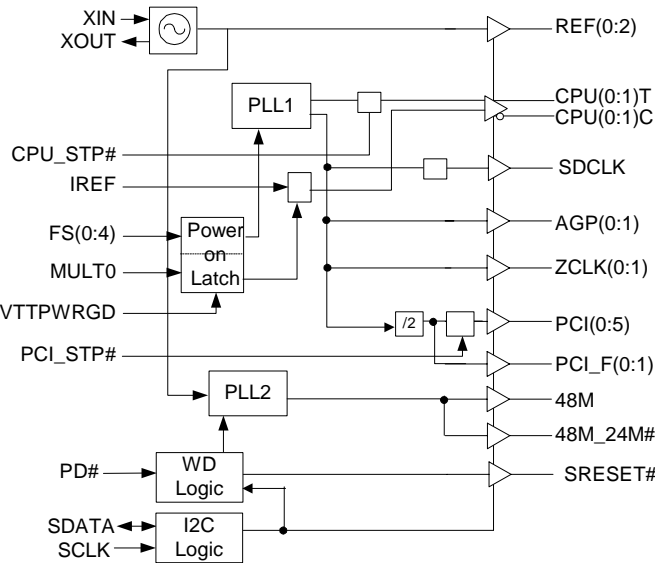 XIN
XOUT
REF(0:2)
PLL1
CPU(0:1)T
CPU(0:1)C
CPU_STP#
SDCLK
IREF
FS(0:4)
Power
on
Latch
AGP(0:1)
MULT0
ZCLK(0:1)
VTTPWRGD
/2
PCI(0:5)
PCI_STP#
PCI_F(0:1)
PLL2
48M
48M_24M#
PD#
WD
Logic
SRESET#
SDATA
I2C
Logic
SCLK